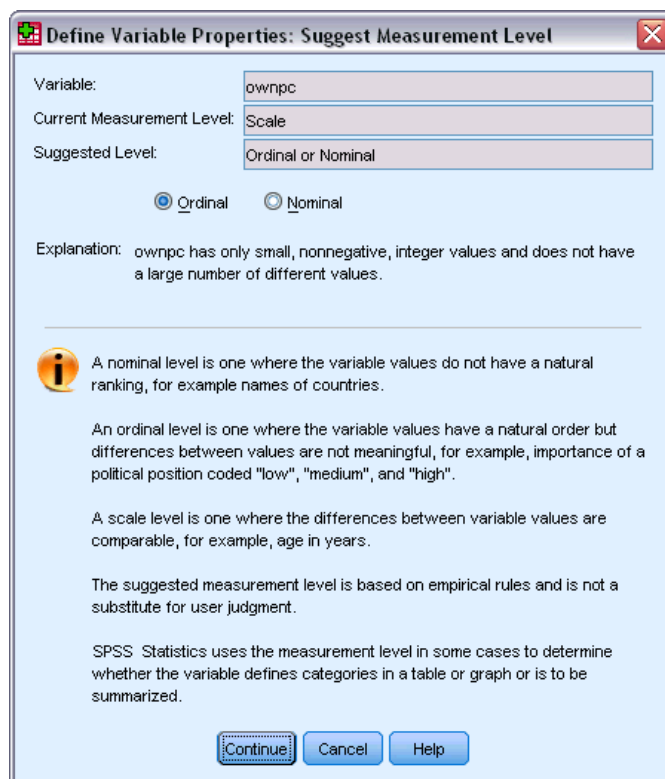 Define Variable Properties: Suggest Measurement Level
Variable: ownpc
Current Measurement Level: Scale
Suggested Level: Ordinal or Nominal
Ordinal Nominal
Explanation: ownpc has only small, nonnegative, integer values and does not have
a large number of different values.
A nominal level is one where the variable values do not have a natural
ranking, for example names of countries.
An ordinal level is one where the variable values have a natural order but
differences between values are not meaningful, for example, importance of a
political position coded "low", "medium", and "high".
A scale level is one where the differences between variable values are
comparable, for example, age in years.
The suggested measurement level is based on empirical rules and is not a
substitute for user judgment.
SPSS Statistics uses the measurement level in some cases to determine
whether the variable defines categories in a table or graph or is to be
summarized.
Continue Cancel Help